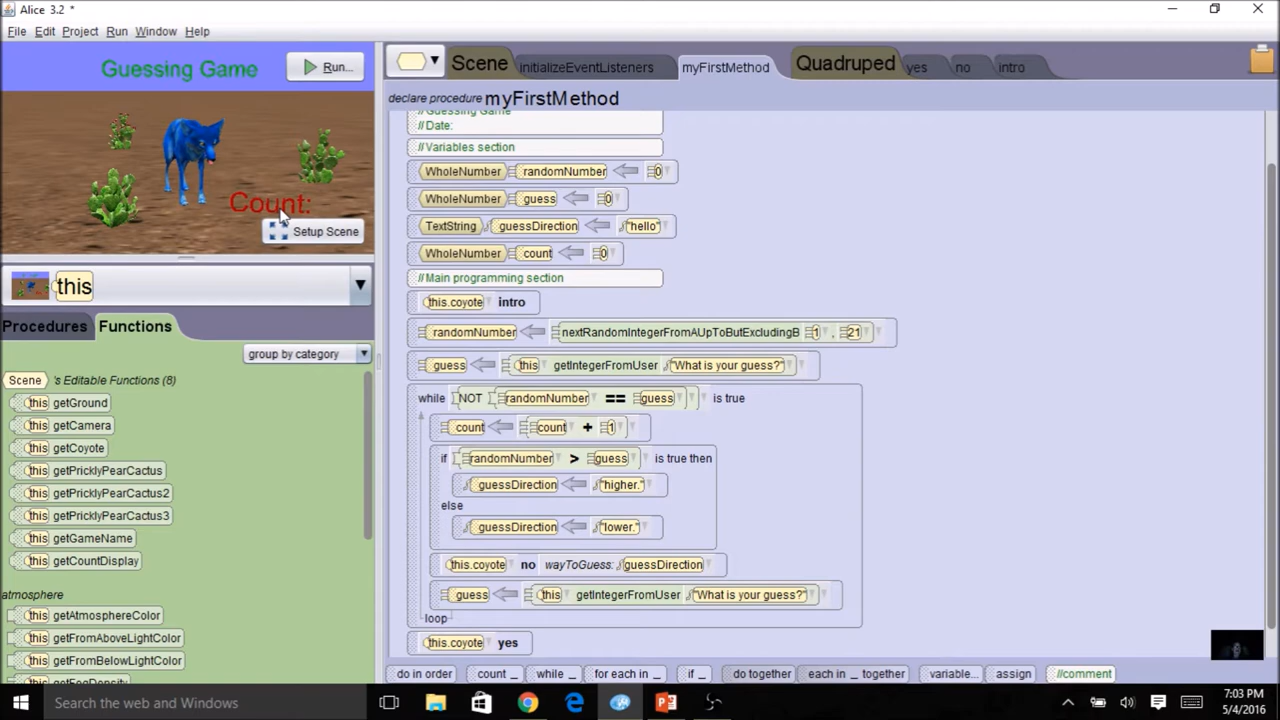 Alice 3.2 *
File Edit Project Run Window Help
Guessing Game
Run...
Count:
Setup Scene
this
Procedures Functions
group by category
Scene 's Editable Functions (8)
this getGround
this getCamera
this getCoyote
this getPricklyPearCactus
this getPricklyPearCactus2
this getPricklyPearCactus3
this getGameName
this getCountDisplay
atmosphere
this getAtmosphereColor
this getFromAboveLightColor
this getFromBelowLightColor
this getFogDensity
Scene initializeEventListeners myFirstMethod Quadruped yes no intro
declare procedure myFirstMethod
// Guessing Game
// Date:
//Variables section
WholeNumber randomNumber 0
WholeNumber guess 0
TextString guessDirection "hello"
WholeNumber count 0
//Main programming section
this.coyote intro
randomNumber nextRandomIntegerFromAUpToButExcludingB 1 , 21
guess this getIntegerFromUser "What is your guess?"
while NOT randomNumber == guess is true
count count + 1
if randomNumber > guess is true then
guessDirection "higher."
else
guessDirection "lower."
this.coyote no wayToGuess: guessDirection
guess this getIntegerFromUser "What is your guess?"
loop
this.coyote yes
do in order count _ while _ for each in _ if _ do together each in _ together variable... assign //comment
Search the web and Windows
7:03 PM
5/4/2016